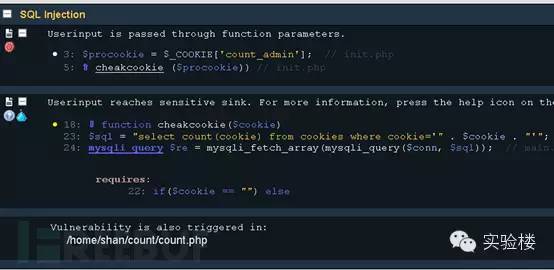 SQL Injection
Userinput is passed through function parameters.
3: $procookie = $_COOKIE['count_admin']; // init.php
5: ⇑ cheakcookie ($procookie)) // init.php
Userinput reaches sensitive sink. For more information, press the help icon on the
18: ⇓ function cheakcookie($cookie)
23: $sql = "select count(cookie) from cookies where cookie='" . $cookie . "'";
24: mysqli_query $re = mysqli_fetch_array(mysqli_query($conn, $sql)); // main.
requires:
22: if($cookie == "") else
Vulnerability is also triggered in:
/home/shan/count/count.php
实验楼